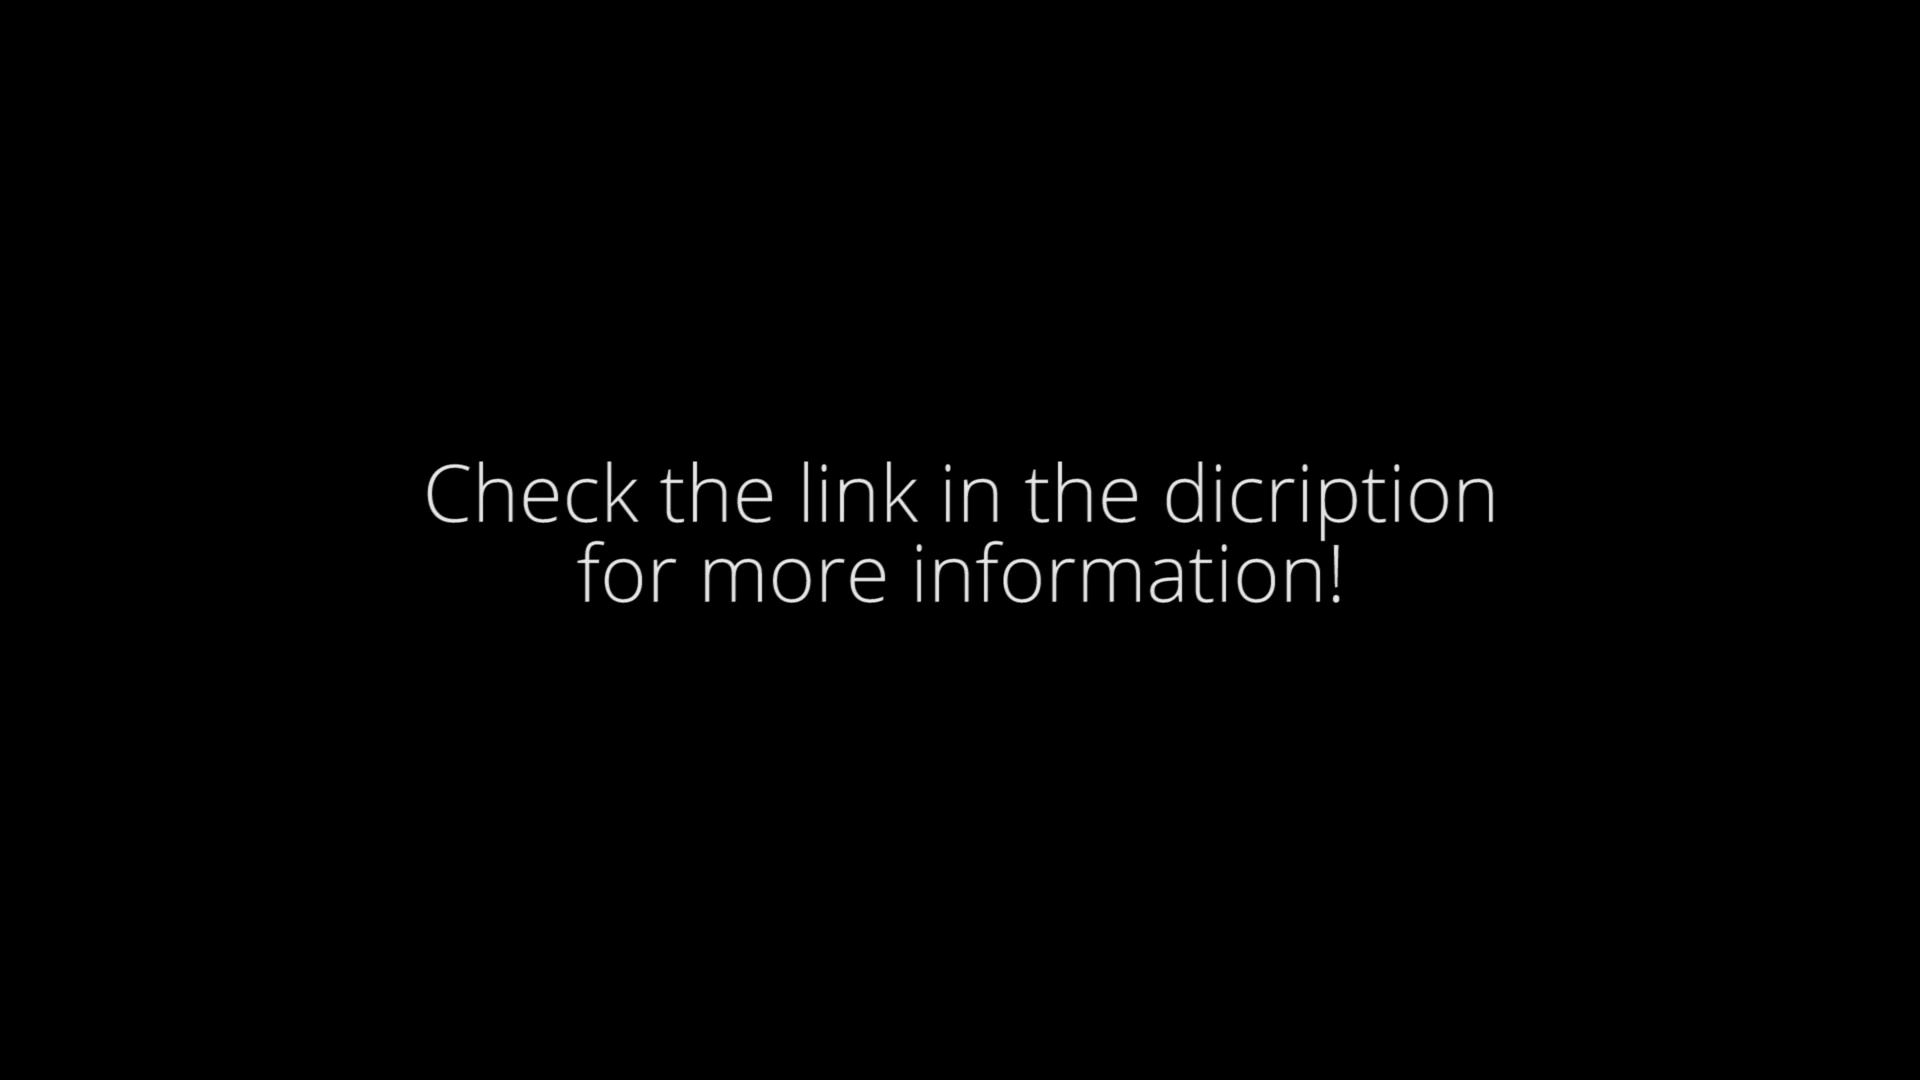 Check the link in the dicription
for more information!